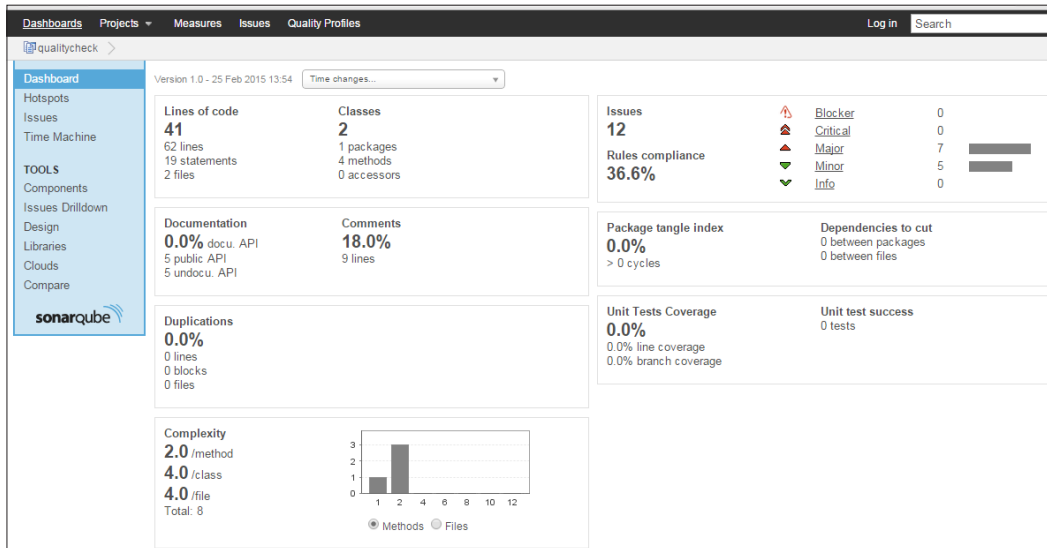 Dashboards Projects Measures Issues Quality Profiles Log in Search
qualitycheck
Dashboard
Hotspots
Issues
Time Machine
TOOLS
Components
Issues Drilldown
Design
Libraries
Clouds
Compare
sonarqube
Version 1.0 - 25 Feb 2015 13:54 Time changes...
Lines of code
41
62 lines
19 statements
2 files
Classes
2
1 packages
4 methods
0 accessors
Documentation
0.0% docu. API
5 public API
5 undocu. API
Comments
18.0%
9 lines
Duplications
0.0%
0 lines
0 blocks
0 files
Complexity
2.0 /method
4.0 /class
4.0 /file
Total: 8
3
2
1
0
1 2 4 6 8 10 12
Methods Files
Issues
12
Rules compliance
36.6%
Blocker 0
Critical 0
Major 7
Minor 5
Info 0
Package tangle index
0.0%
> 0 cycles
Dependencies to cut
0 between packages
0 between files
Unit Tests Coverage
0.0%
0.0% line coverage
0.0% branch coverage
Unit test success
0 tests